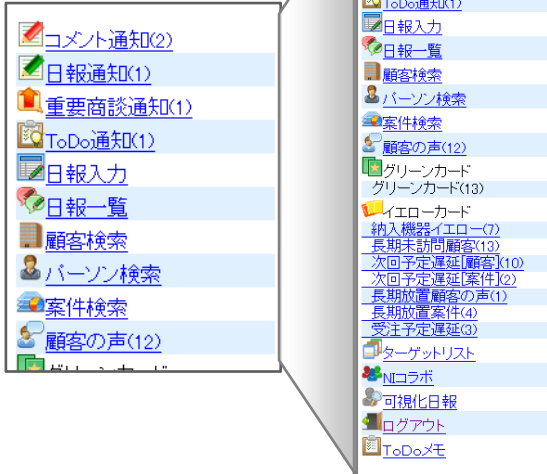 コメント通知(2)
日報通知(1)
重要商談通知(1)
ToDo通知(1)
日報入力
日報一覧
顧客検索
パーソン検索
案件検索
顧客の声(12)
ToDo通知(1)
日報入力
日報一覧
顧客検索
パーソン検索
案件検索
顧客の声(12)
グリーンカード
グリーンカード(13)
イエローカード
納入機器イエロー(7)
長期未訪問顧客(13)
次回予定遅延[顧客](10)
次回予定遅延[案件](2)
長期放置顧客の声(1)
長期放置案件(4)
受注予定遅延(3)
ターゲットリスト
NIコラボ
可視化日報
ログアウト
ToDoメモ